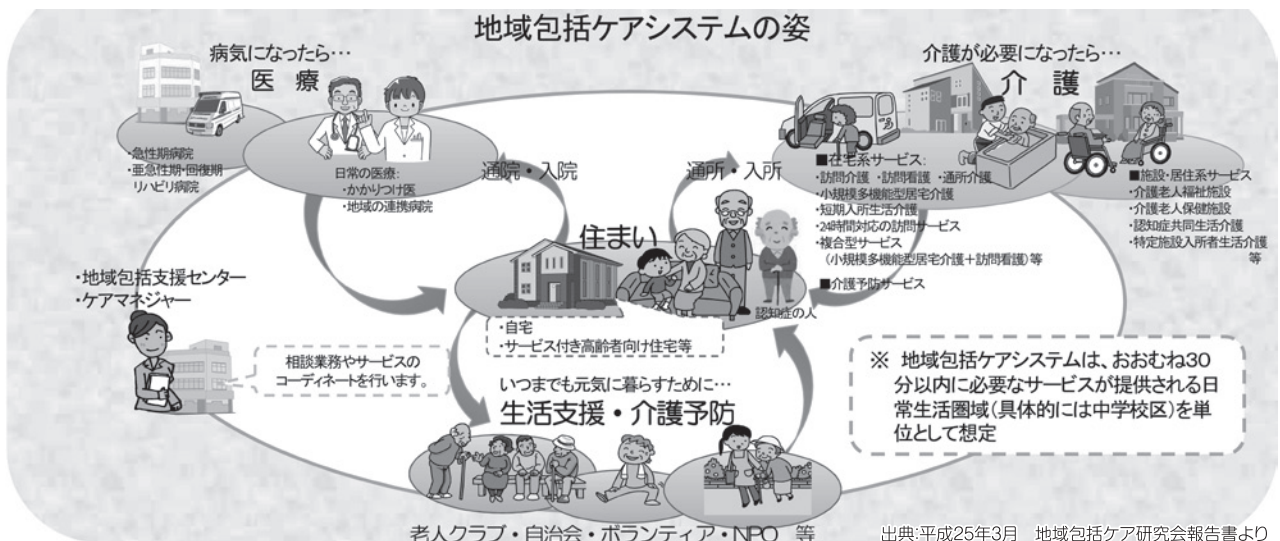 地域包括ケアシステムの姿
病気になったら…
医 療
・急性期病院
・亜急性期・回復期
リハビリ病院
日常の医療:
・かかりつけ医
・地域の連携病院
通院・入院
通所・入所
介護が必要になったら…
介 護
■在宅系サービス:
・訪問介護 ・訪問看護 ・通所介護
・小規模多機能型居宅介護
・短期入所生活介護
・24時間対応の訪問サービス
・複合型サービス
(小規模多機能型居宅介護+訪問看護)等
■介護予防サービス
■施設・居住系サービス
・介護老人福祉施設
・介護老人保健施設
・認知症共同生活介護
・特定施設入所者生活介護
等
住まい
認知症の人
・自宅
・サービス付き高齢者向け住宅等
・地域包括支援センター
・ケアマネジャー
相談業務やサービスの
コーディネートを行います。
いつまでも元気に暮らすために…
生活支援・介護予防
老人クラブ・自治会・ボランティア・NPO 等
※ 地域包括ケアシステムは、おおむね30
分以内に必要なサービスが提供される日
常生活圏域(具体的には中学校区)を単
位として想定
出典:平成25年3月 地域包括ケア研究会報告書より